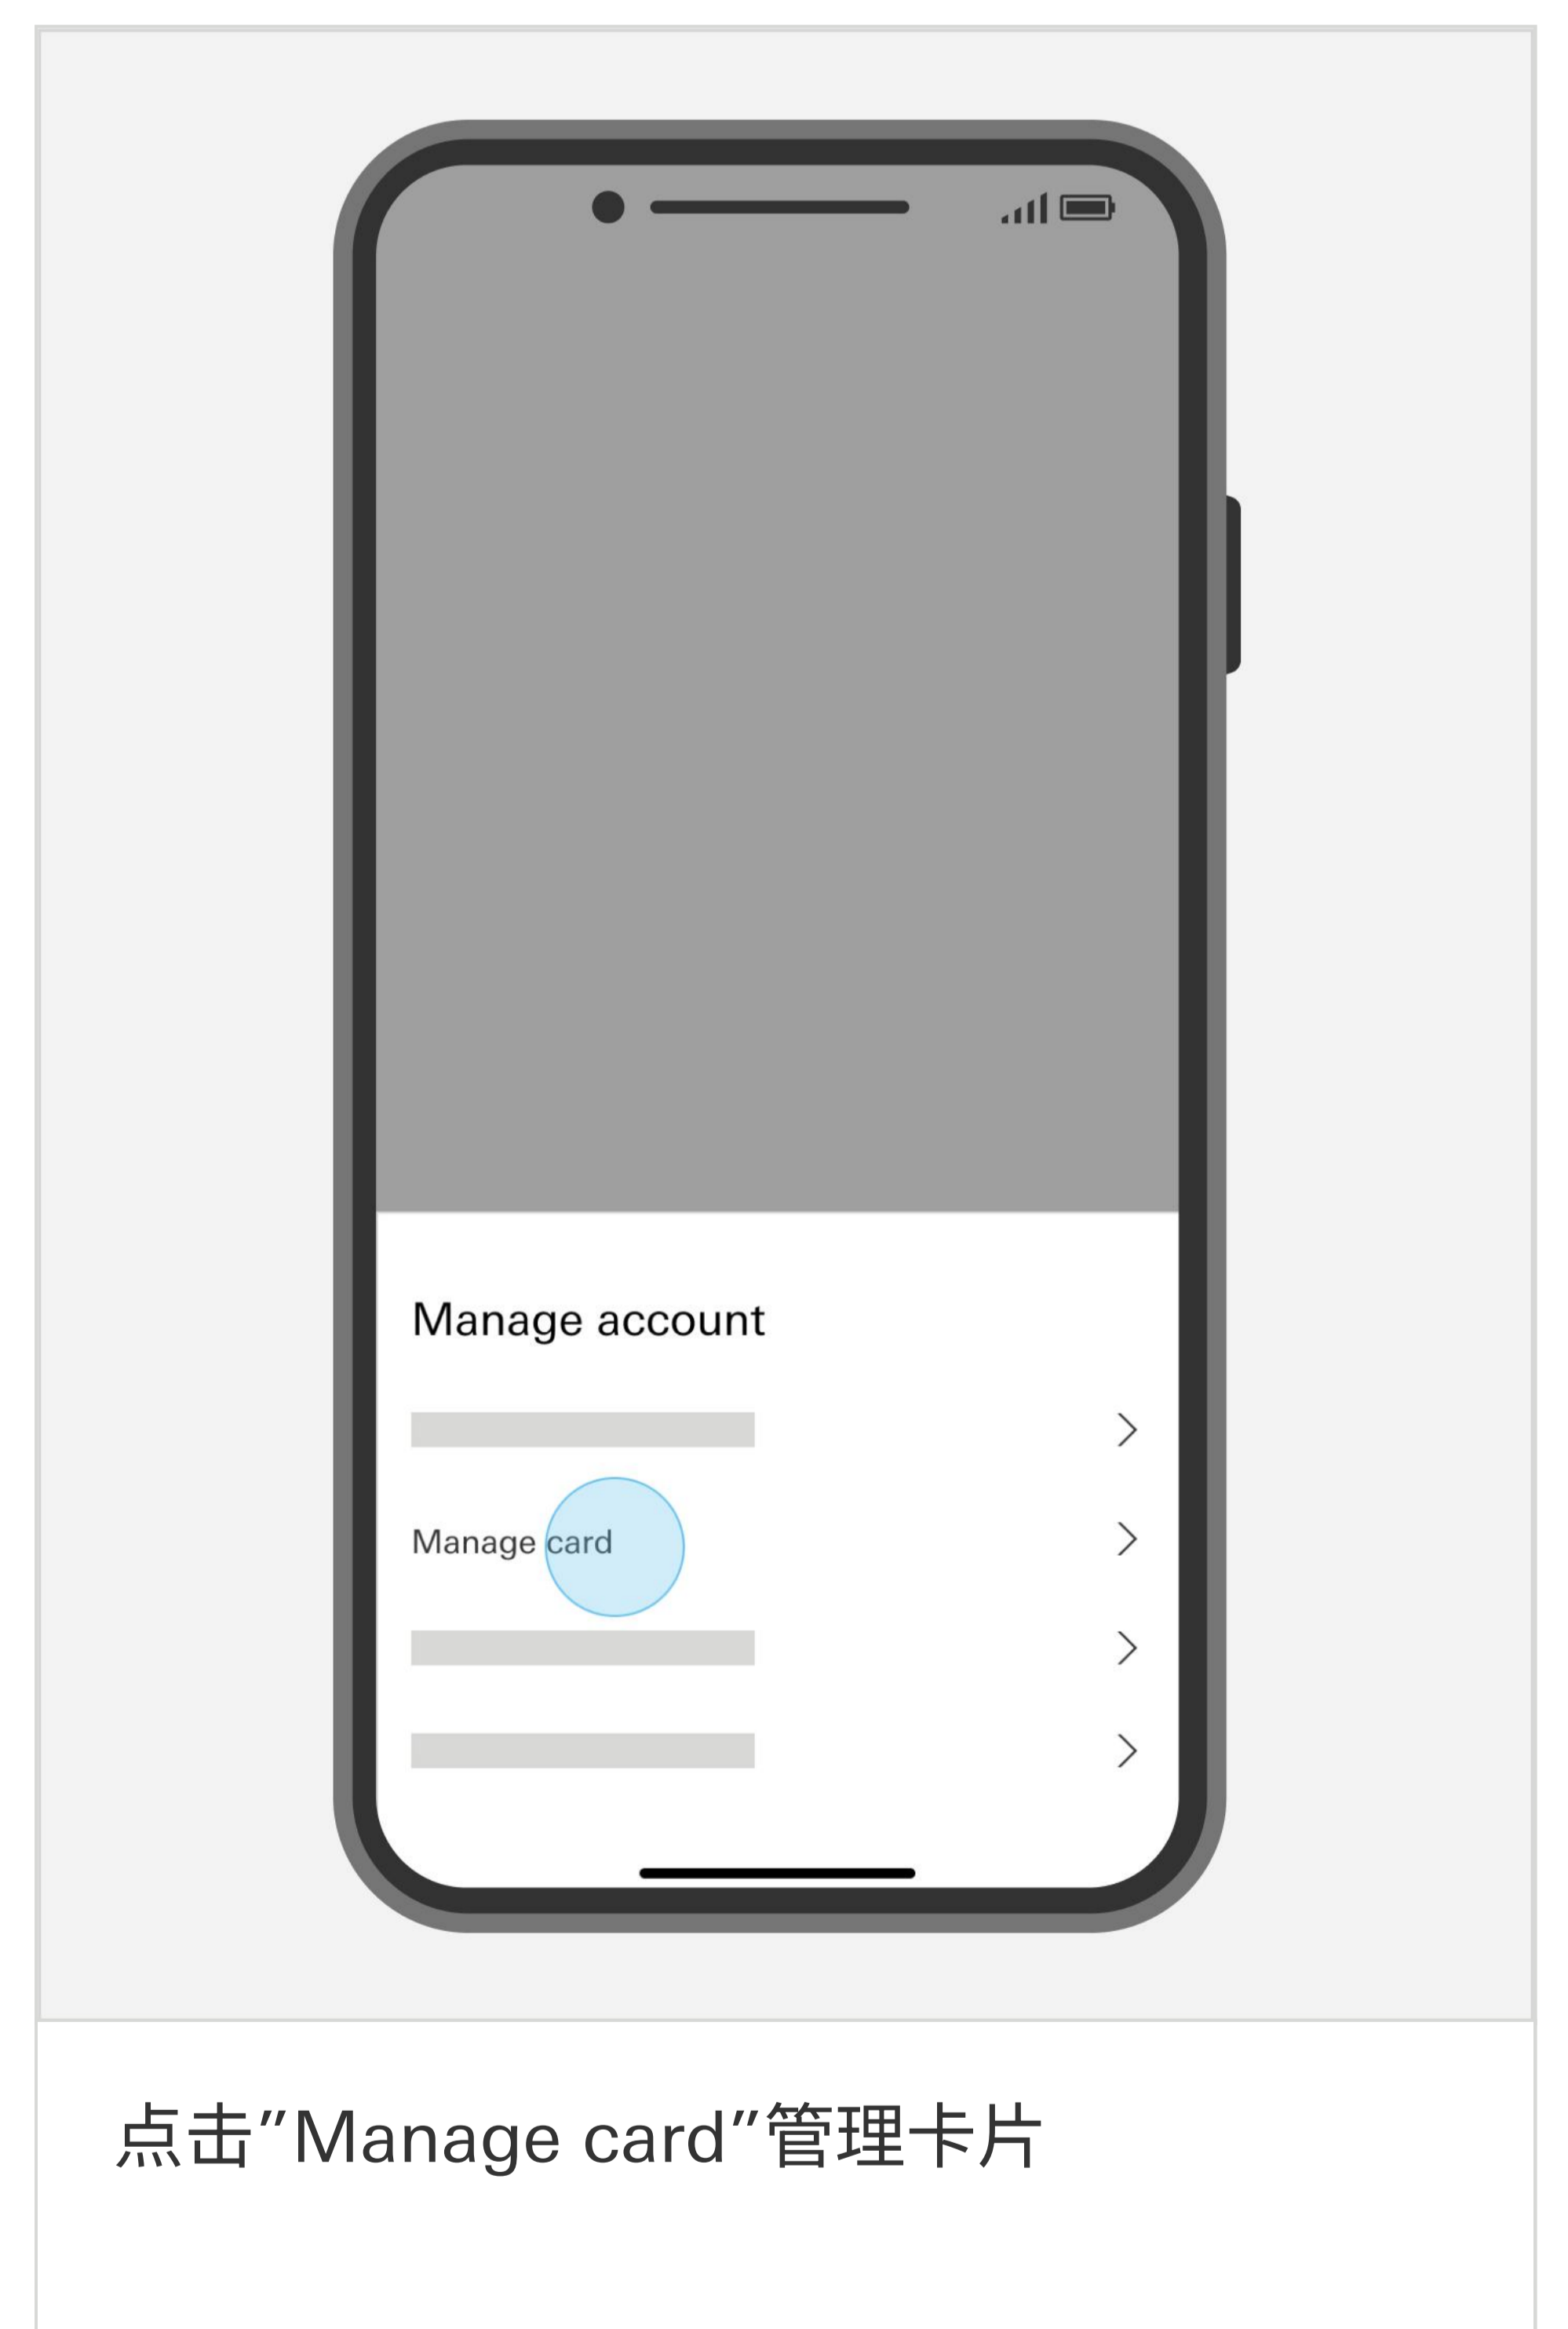 Manage account
Manage card
点击“Manage card”管理卡片